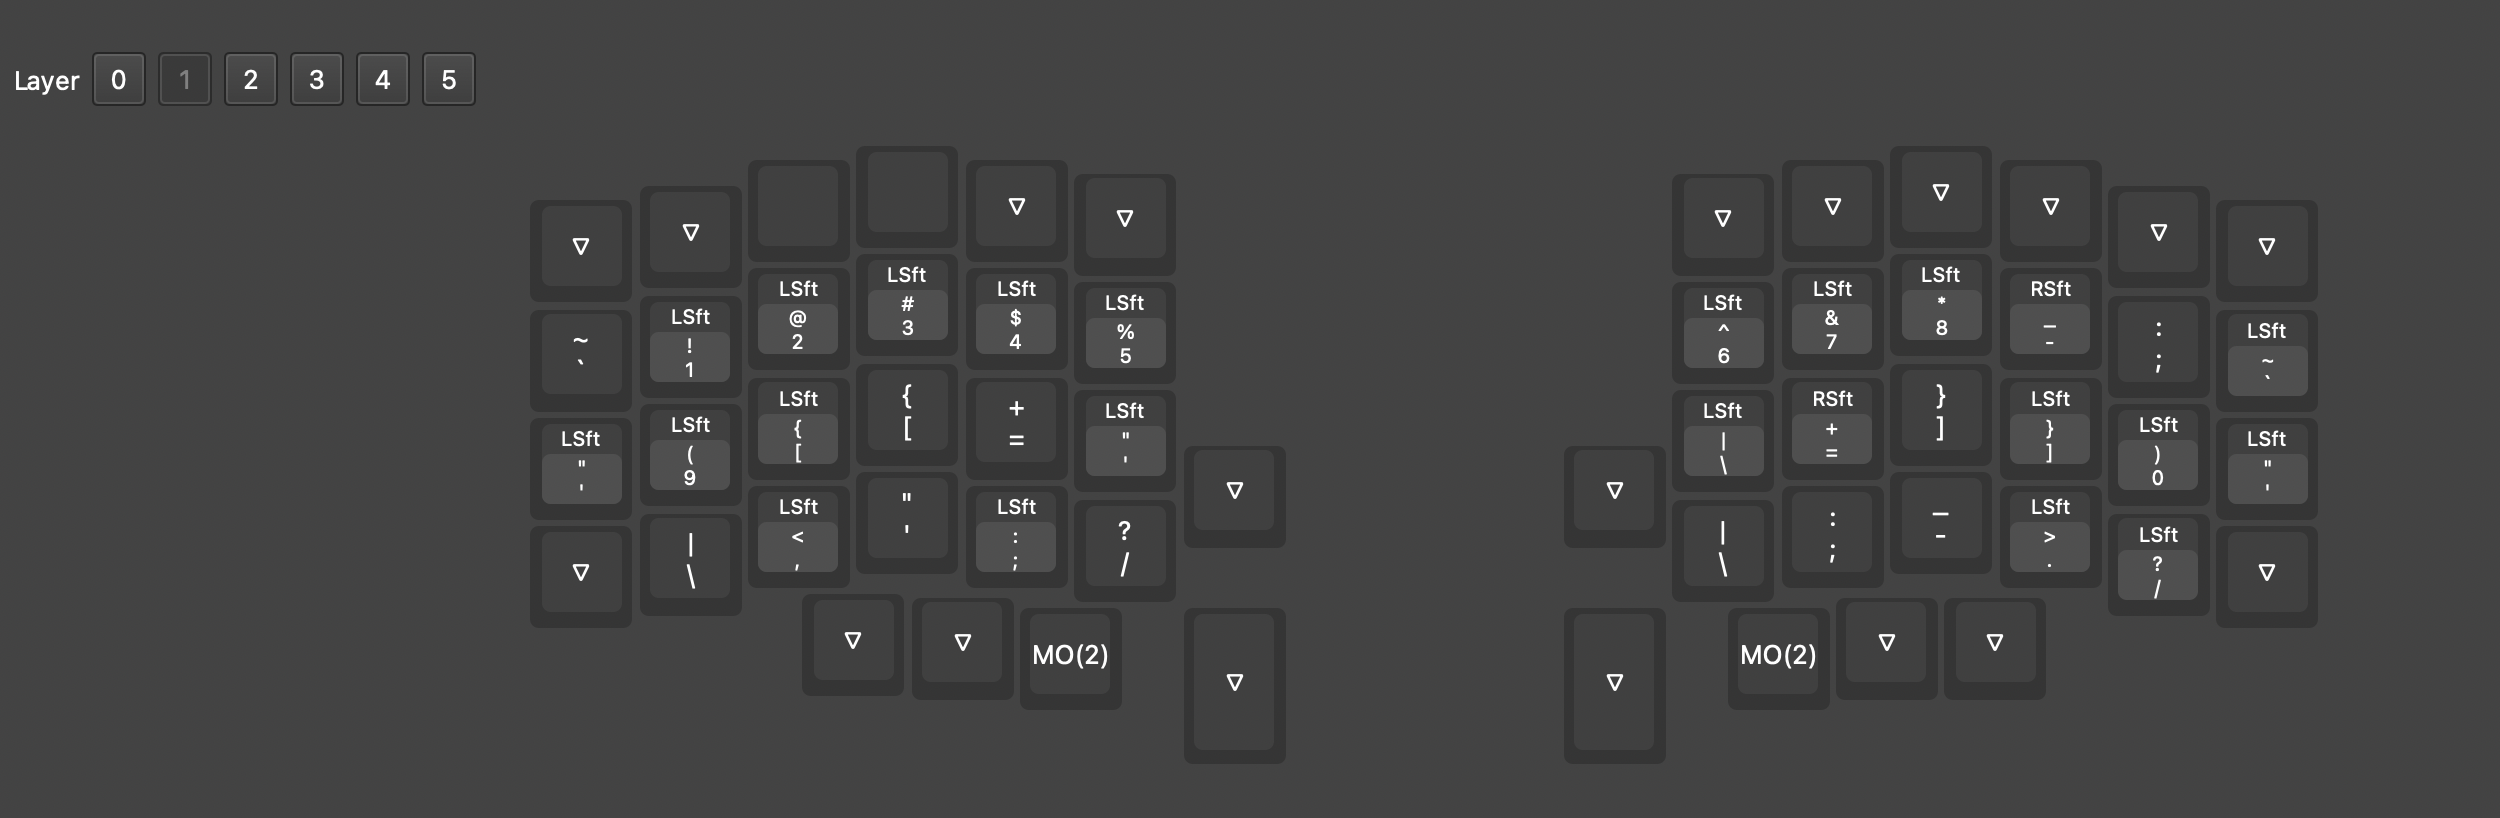 Layer 0 1 2 3 4 5
▽ ▽ ▽ ▽ ▽ ▽ ▽ ▽ ▽ ▽
~
`
LSft
!
1
LSft
@
2
LSft
#
3
LSft
$
4
LSft
%
5
LSft
^
6
LSft
&
7
LSft
*
8
RSft
_
-
:
;
LSft
~
`
LSft
"
'
LSft
(
9
LSft
{
[
{
[
+
=
LSft
"
'
LSft
|
\
RSft
+
=
}
]
LSft
}
]
LSft
)
0
LSft
"
'
▽
|
\
LSft
<
,
"
'
LSft
:
;
?
/
▽
▽
|
\
:
;
_
-
LSft
>
.
LSft
?
/
▽
▽ ▽ MO(2) ▽ ▽ MO(2) ▽ ▽